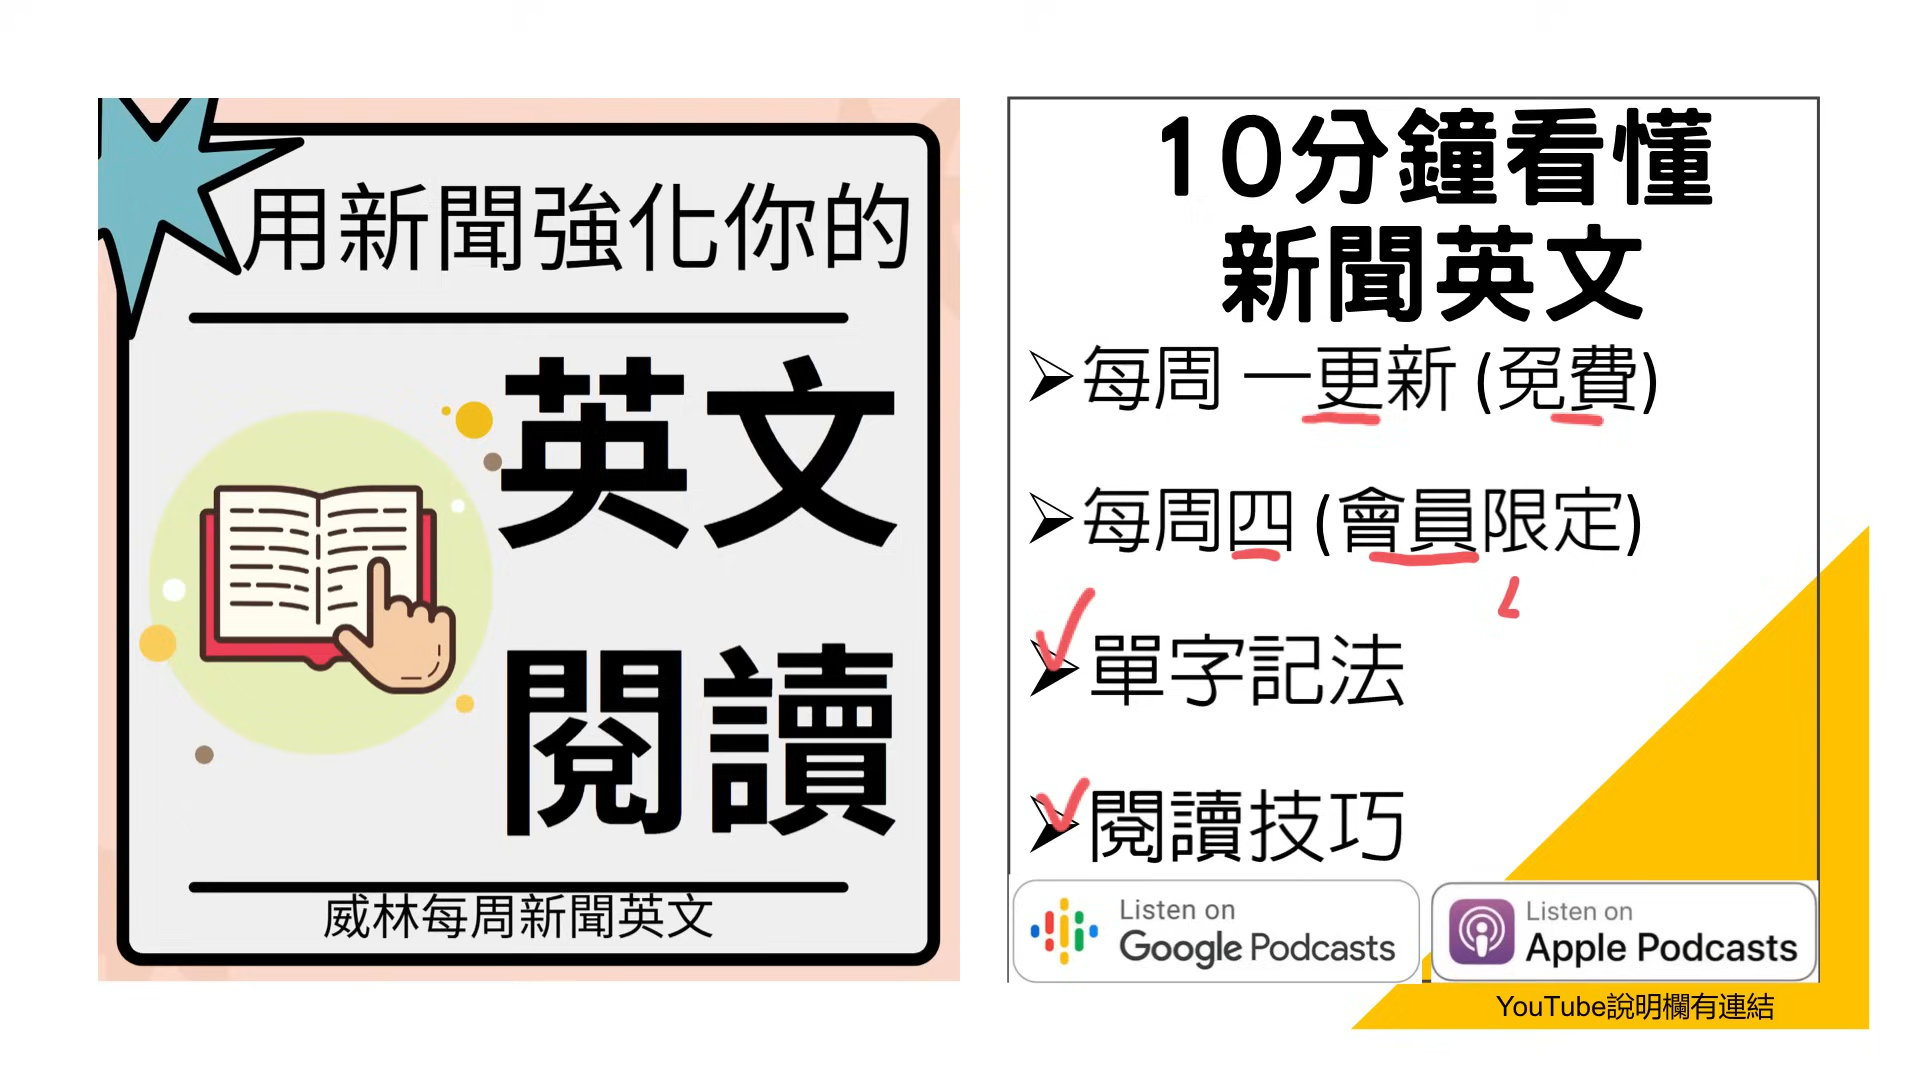 用新聞強化你的
英文
閱讀
威林每周新聞英文
10分鐘看懂
新聞英文
每周一更新 (免費)
每周四 (會員限定)
單字記法
閱讀技巧
Listen on
Google Podcasts
Listen on
Apple Podcasts
YouTube說明欄有連結